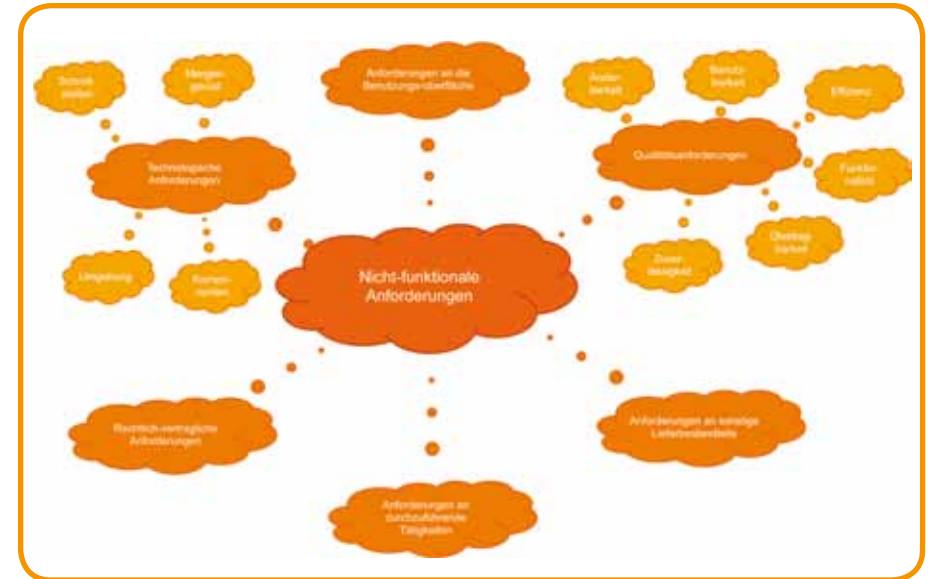 Anforderungen an die
Benutzungs-oberfläche
Schnitt-
stellen
Mengen-
gerüst
Technologische
Anforderungen
Umgebung
Kompo-
nenten
Änder-
barkeit
Benutz-
barkeit
Effizienz
Qualitätsanforderungen
Funktio-
nalität
Übertrag-
barkeit
Zuver-
lässigkeit
Nicht-funktionale
Anforderungen
Rechtlich-vertragliche
Anforderungen
Anforderungen an sonstige
Lieferbestandteile
Anforderungen an
durchzuführende
Tätigkeiten